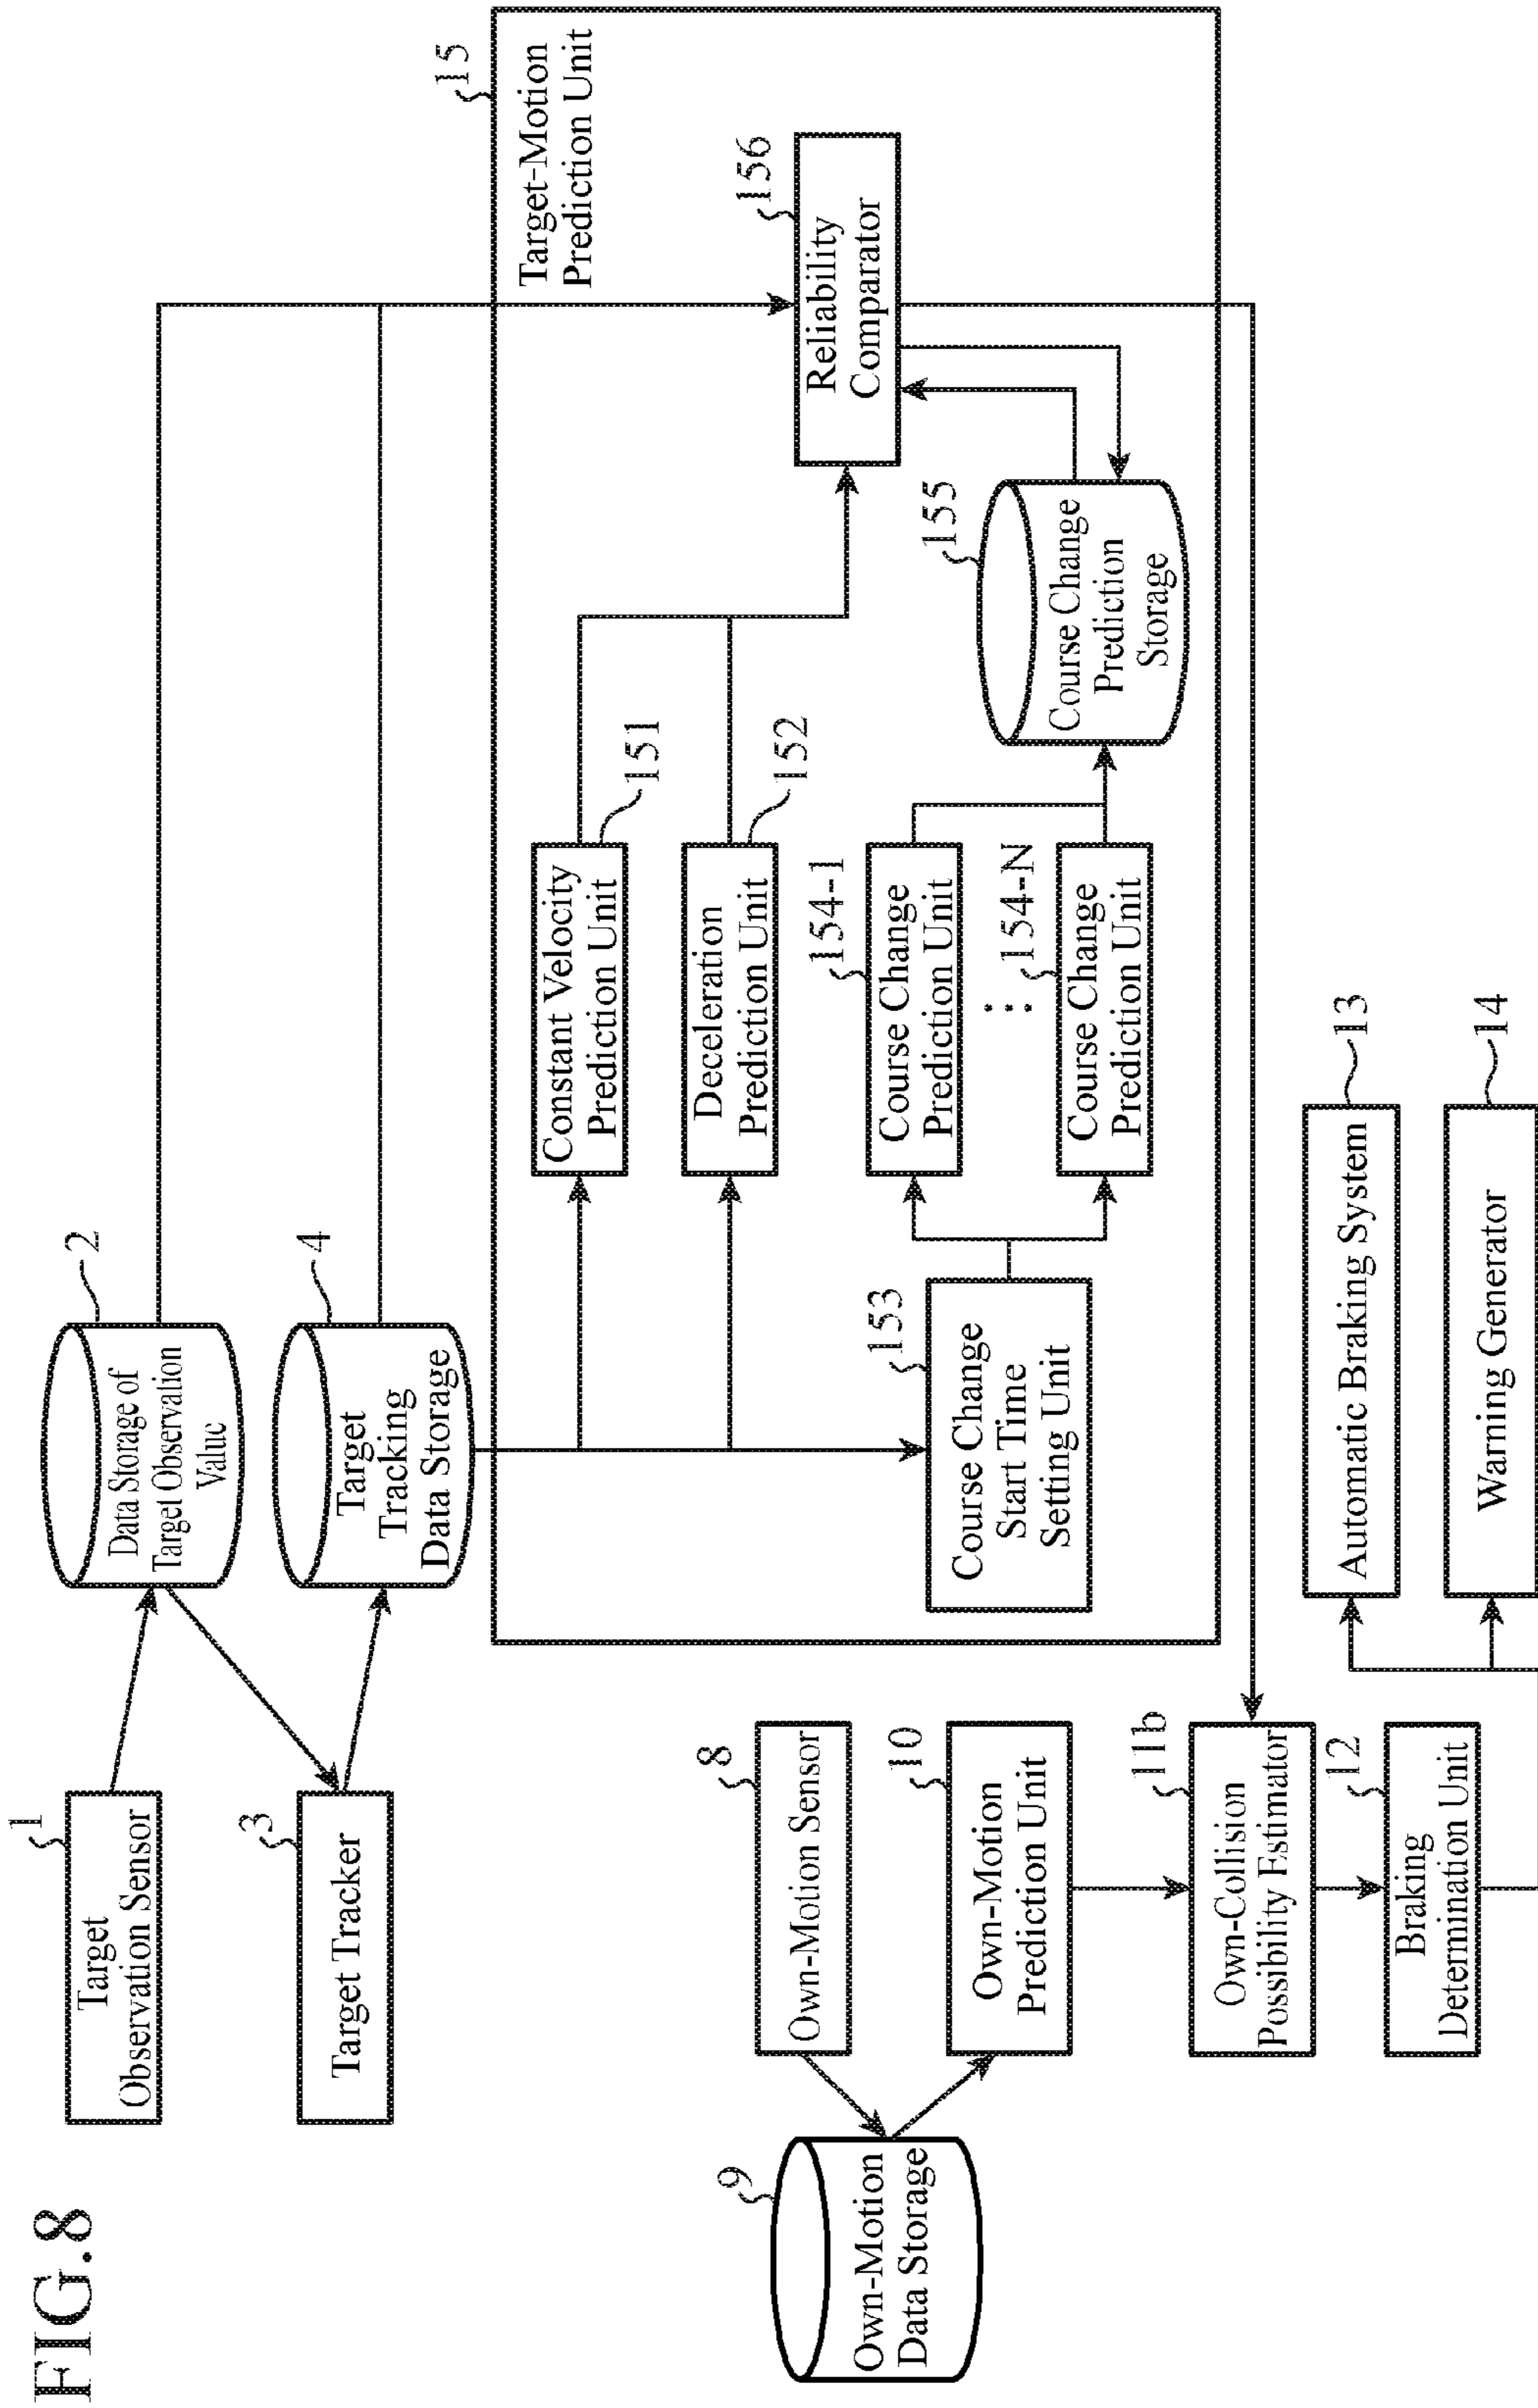 FIG.8
1
Target
Observation Sensor
2
Data Storage of
Target Observation
Value
3
Target Tracker
4
Target
Tracking
Data Storage
15
Target-Motion
Prediction Unit
Constant Velocity
Prediction Unit
151
Deceleration
Prediction Unit
152
153
Course Change
Start Time
Setting Unit
154-1
Course Change
Prediction Unit
154-N
Course Change
Prediction Unit
155
Course Change
Prediction
Storage
156
Reliability
Comparator
8
Own-Motion Sensor
9
Own-Motion
Data Storage
10
Own-Motion
Prediction Unit
11b
Own-Collision
Possibility Estimator
12
Braking
Determination Unit
Automatic Braking System
13
Warning Generator
14